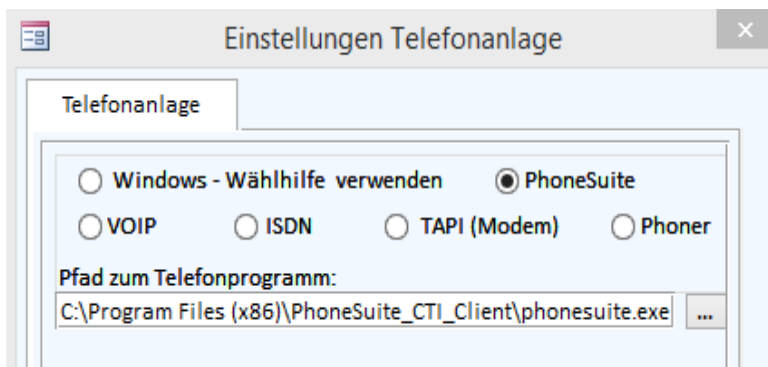 Einstellungen Telefonanlage
Telefonanlage
Windows - Wählhilfe verwenden PhoneSuite
VOIP ISDN TAPI (Modem) Phoner
Pfad zum Telefonprogramm:
C:\Program Files (x86)\PhoneSuite_CTI_Client\phonesuite.exe ...